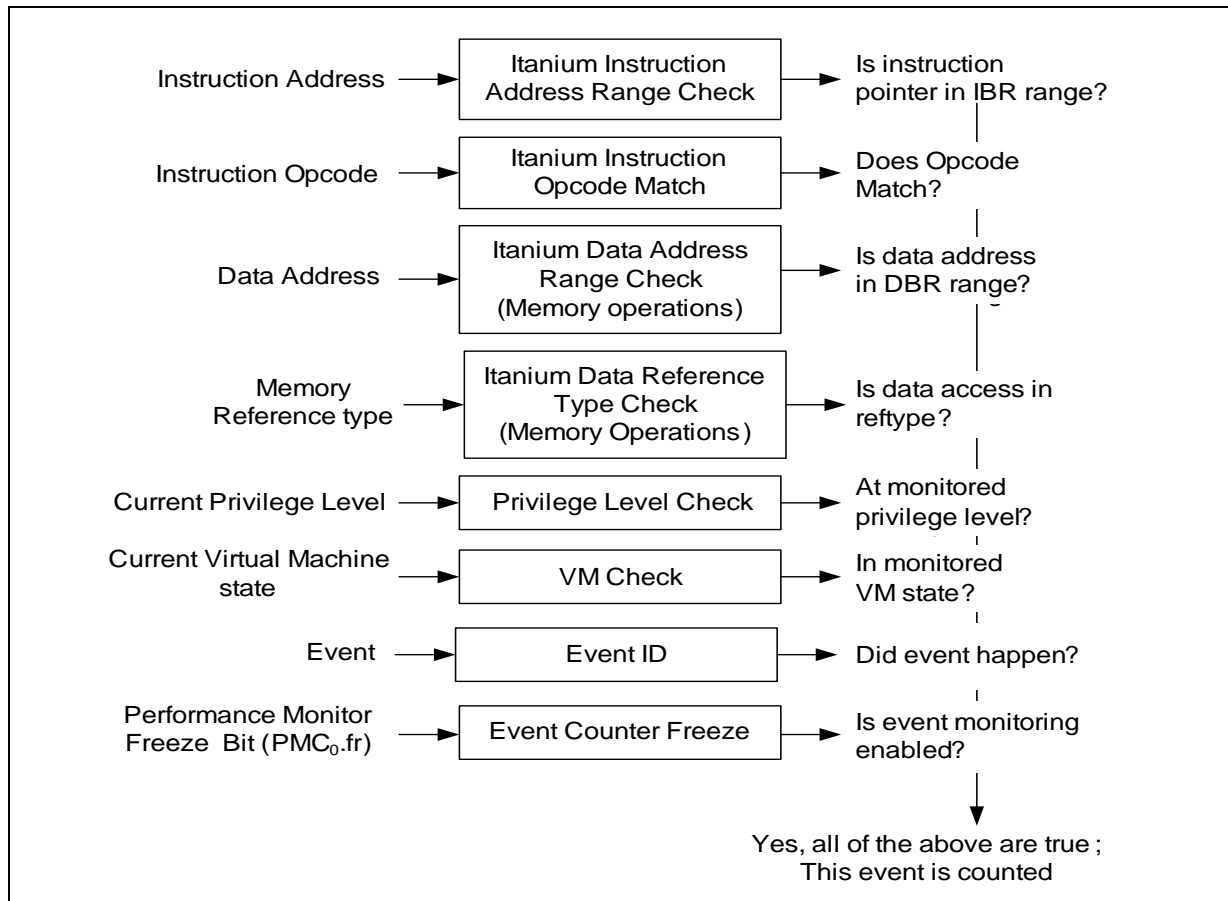 Instruction Address
Itanium Instruction
Address Range Check
Is instruction
pointer in IBR range?
Instruction Opcode
Itanium Instruction
Opcode Match
Does Opcode
Match?
Data Address
Itanium Data Address
Range Check
(Memory operations)
Is data address
in DBR range?
Memory
Reference type
Itanium Data Reference
Type Check
(Memory Operations)
Is data access in
reftype?
Current Privilege Level
Privilege Level Check
At monitored
privilege level?
Current Virtual Machine
state
VM Check
In monitored
VM state?
Event
Event ID
Did event happen?
Performance Monitor
Freeze Bit (PMC₀.fr)
Event Counter Freeze
Is event monitoring
enabled?
Yes, all of the above are true ;
This event is counted